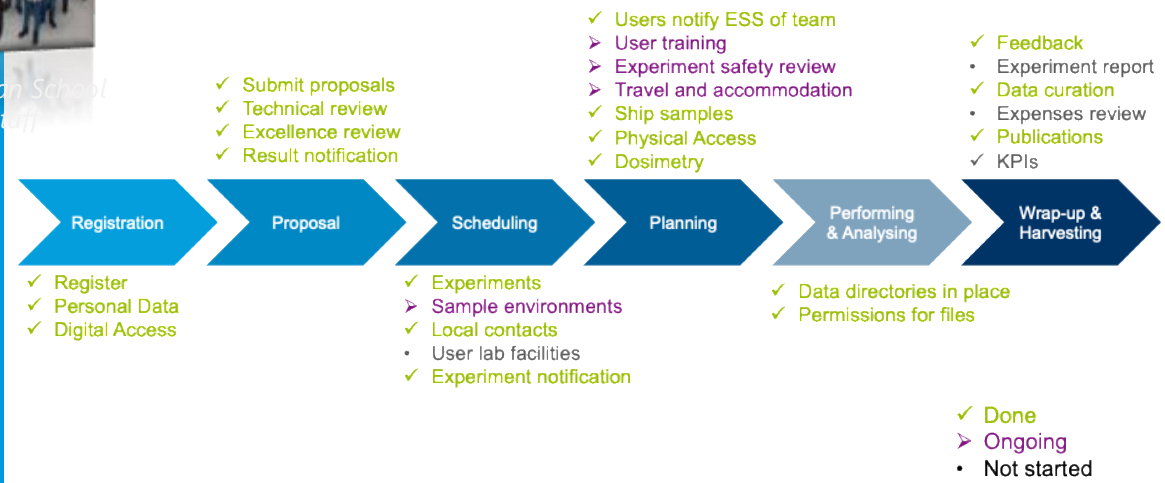 an School
taff
✓ Submit proposals
✓ Technical review
✓ Excellence review
✓ Result notification
✓ Users notify ESS of team
➢ User training
➢ Experiment safety review
➢ Travel and accommodation
✓ Ship samples
✓ Physical Access
✓ Dosimetry
✓ Feedback
• Experiment report
✓ Data curation
• Expenses review
✓ Publications
✓ KPIs
Registration
Proposal
Scheduling
Planning
Performing
& Analysing
Wrap-up &
Harvesting
✓ Register
✓ Personal Data
✓ Digital Access
✓ Experiments
➢ Sample environments
✓ Local contacts
• User lab facilities
✓ Experiment notification
✓ Data directories in place
✓ Permissions for files
✓ Done
➢ Ongoing
• Not started